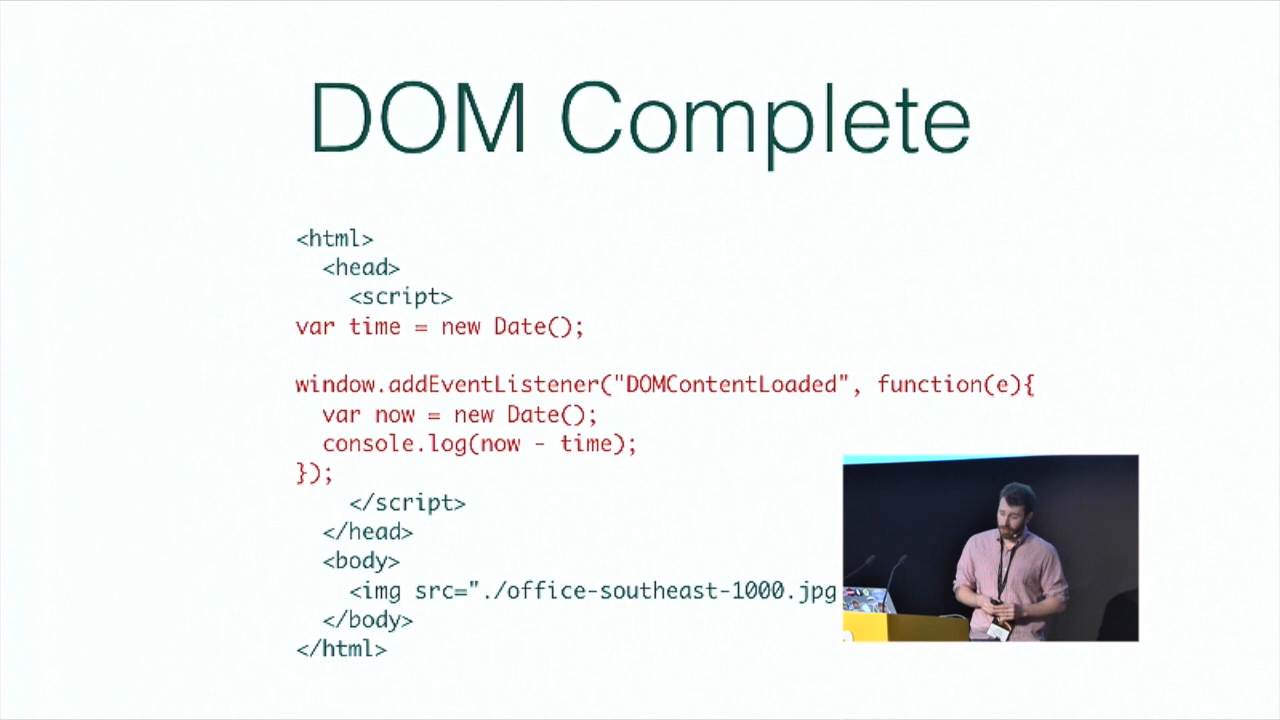 DOM Complete
<html>
<head>
<script>
var time = new Date();
window.addEventListener("DOMContentLoaded", function(e){
var now = new Date();
console.log(now - time);
});
</script>
</head>
<body>
<img src="./office-southeast-1000.jpg
</body>
</html>